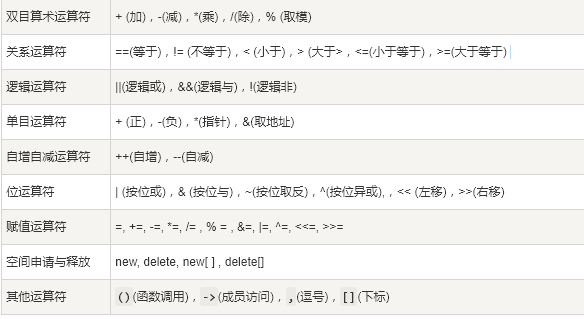 双目算术运算符 + (加)，-(减)，*(乘)，/(除)，% (取模)
关系运算符 ==(等于)，!= (不等于)，< (小于)，> (大于>，<=(小于等于)，>=(大于等于)
逻辑运算符 ||(逻辑或)，&&(逻辑与)，!(逻辑非)
单目运算符 + (正)，-(负)，*(指针)，&(取地址)
自增自减运算符 ++(自增)，--(自减)
位运算符 | (按位或)，& (按位与)，~(按位取反)，^(按位异或),，<< (左移)，>>(右移)
赋值运算符 =, +=, -=, *=, /= , % = , &=, |=, ^=, <<=, >>=
空间申请与释放 new, delete, new[ ] , delete[]
其他运算符 ()(函数调用)，->(成员访问)，,(逗号)，[](下标)